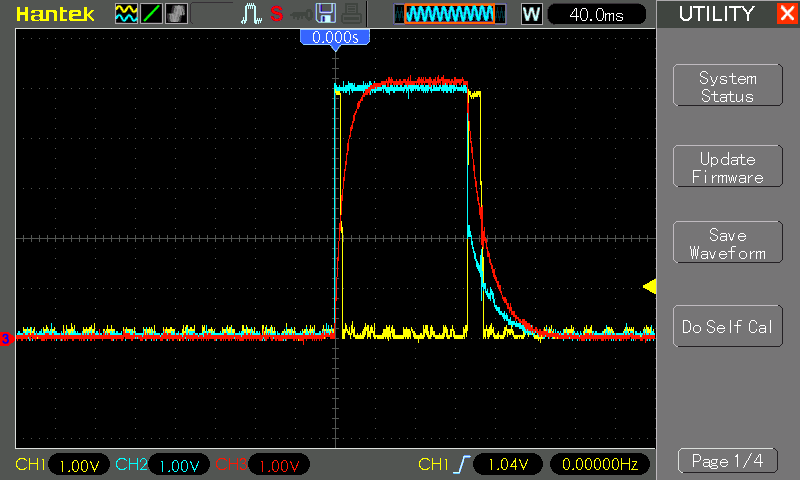 Hantek S W 40.0ms UTILITY
0.000s
System
Status
Update
Firmware
Save
Waveform
Do Self Cal
3
CH1 1.00V CH2 1.00V CH3 1.00V CH1 1.04V 0.00000Hz
Page 1/4